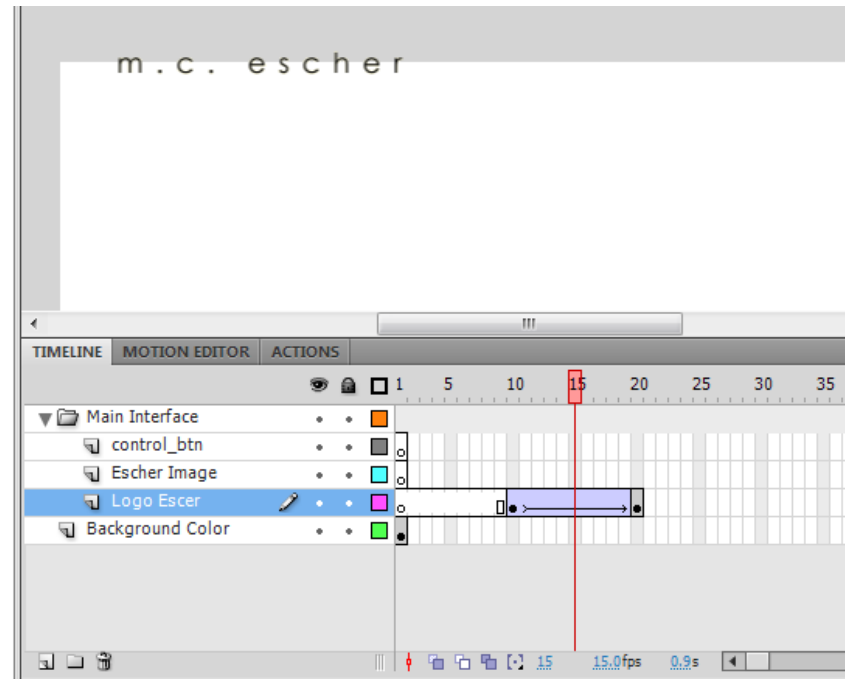 m.c. escher
TIMELINE MOTION EDITOR ACTIONS
1 5 10 15 20 25 30 35
Main Interface
control_btn
Escher Image
Logo Escer
Background Color
15 15.0fps 0.9s